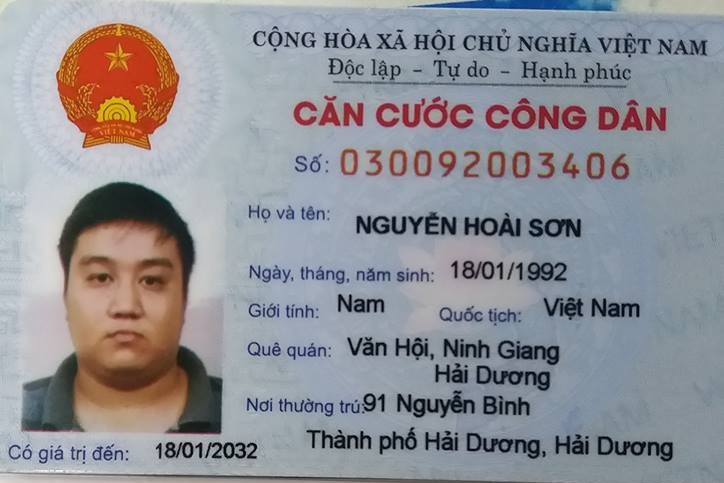 CỘNG HÒA XÃ HỘI CHỦ NGHĨA VIỆT NAM
Độc lập - Tự do - Hạnh phúc
CĂN CƯỚC CÔNG DÂN
Số: 030092003406
Họ và tên: NGUYỄN HOÀI SƠN
Ngày, tháng, năm sinh: 18/01/1992
Giới tính: Nam Quốc tịch: Việt Nam
Quê quán: Văn Hội, Ninh Giang
Hải Dương
Nơi thường trú: 91 Nguyễn Bình
Thành phố Hải Dương, Hải Dương
Có giá trị đến: 18/01/2032
VIỆT NAM